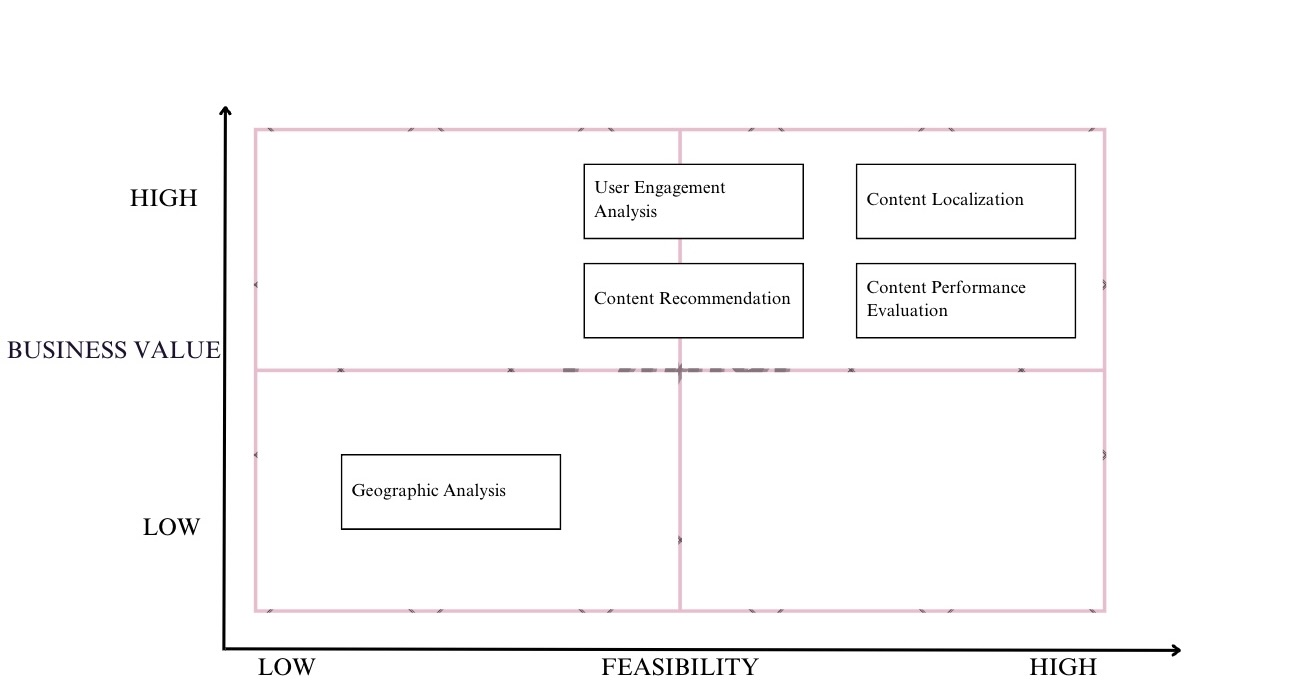 HIGH
User Engagement
Analysis
Content Localization
Content Recommendation
Content Performance
Evaluation
BUSINESS VALUE
Geographic Analysis
LOW
LOW
FEASIBILITY
HIGH